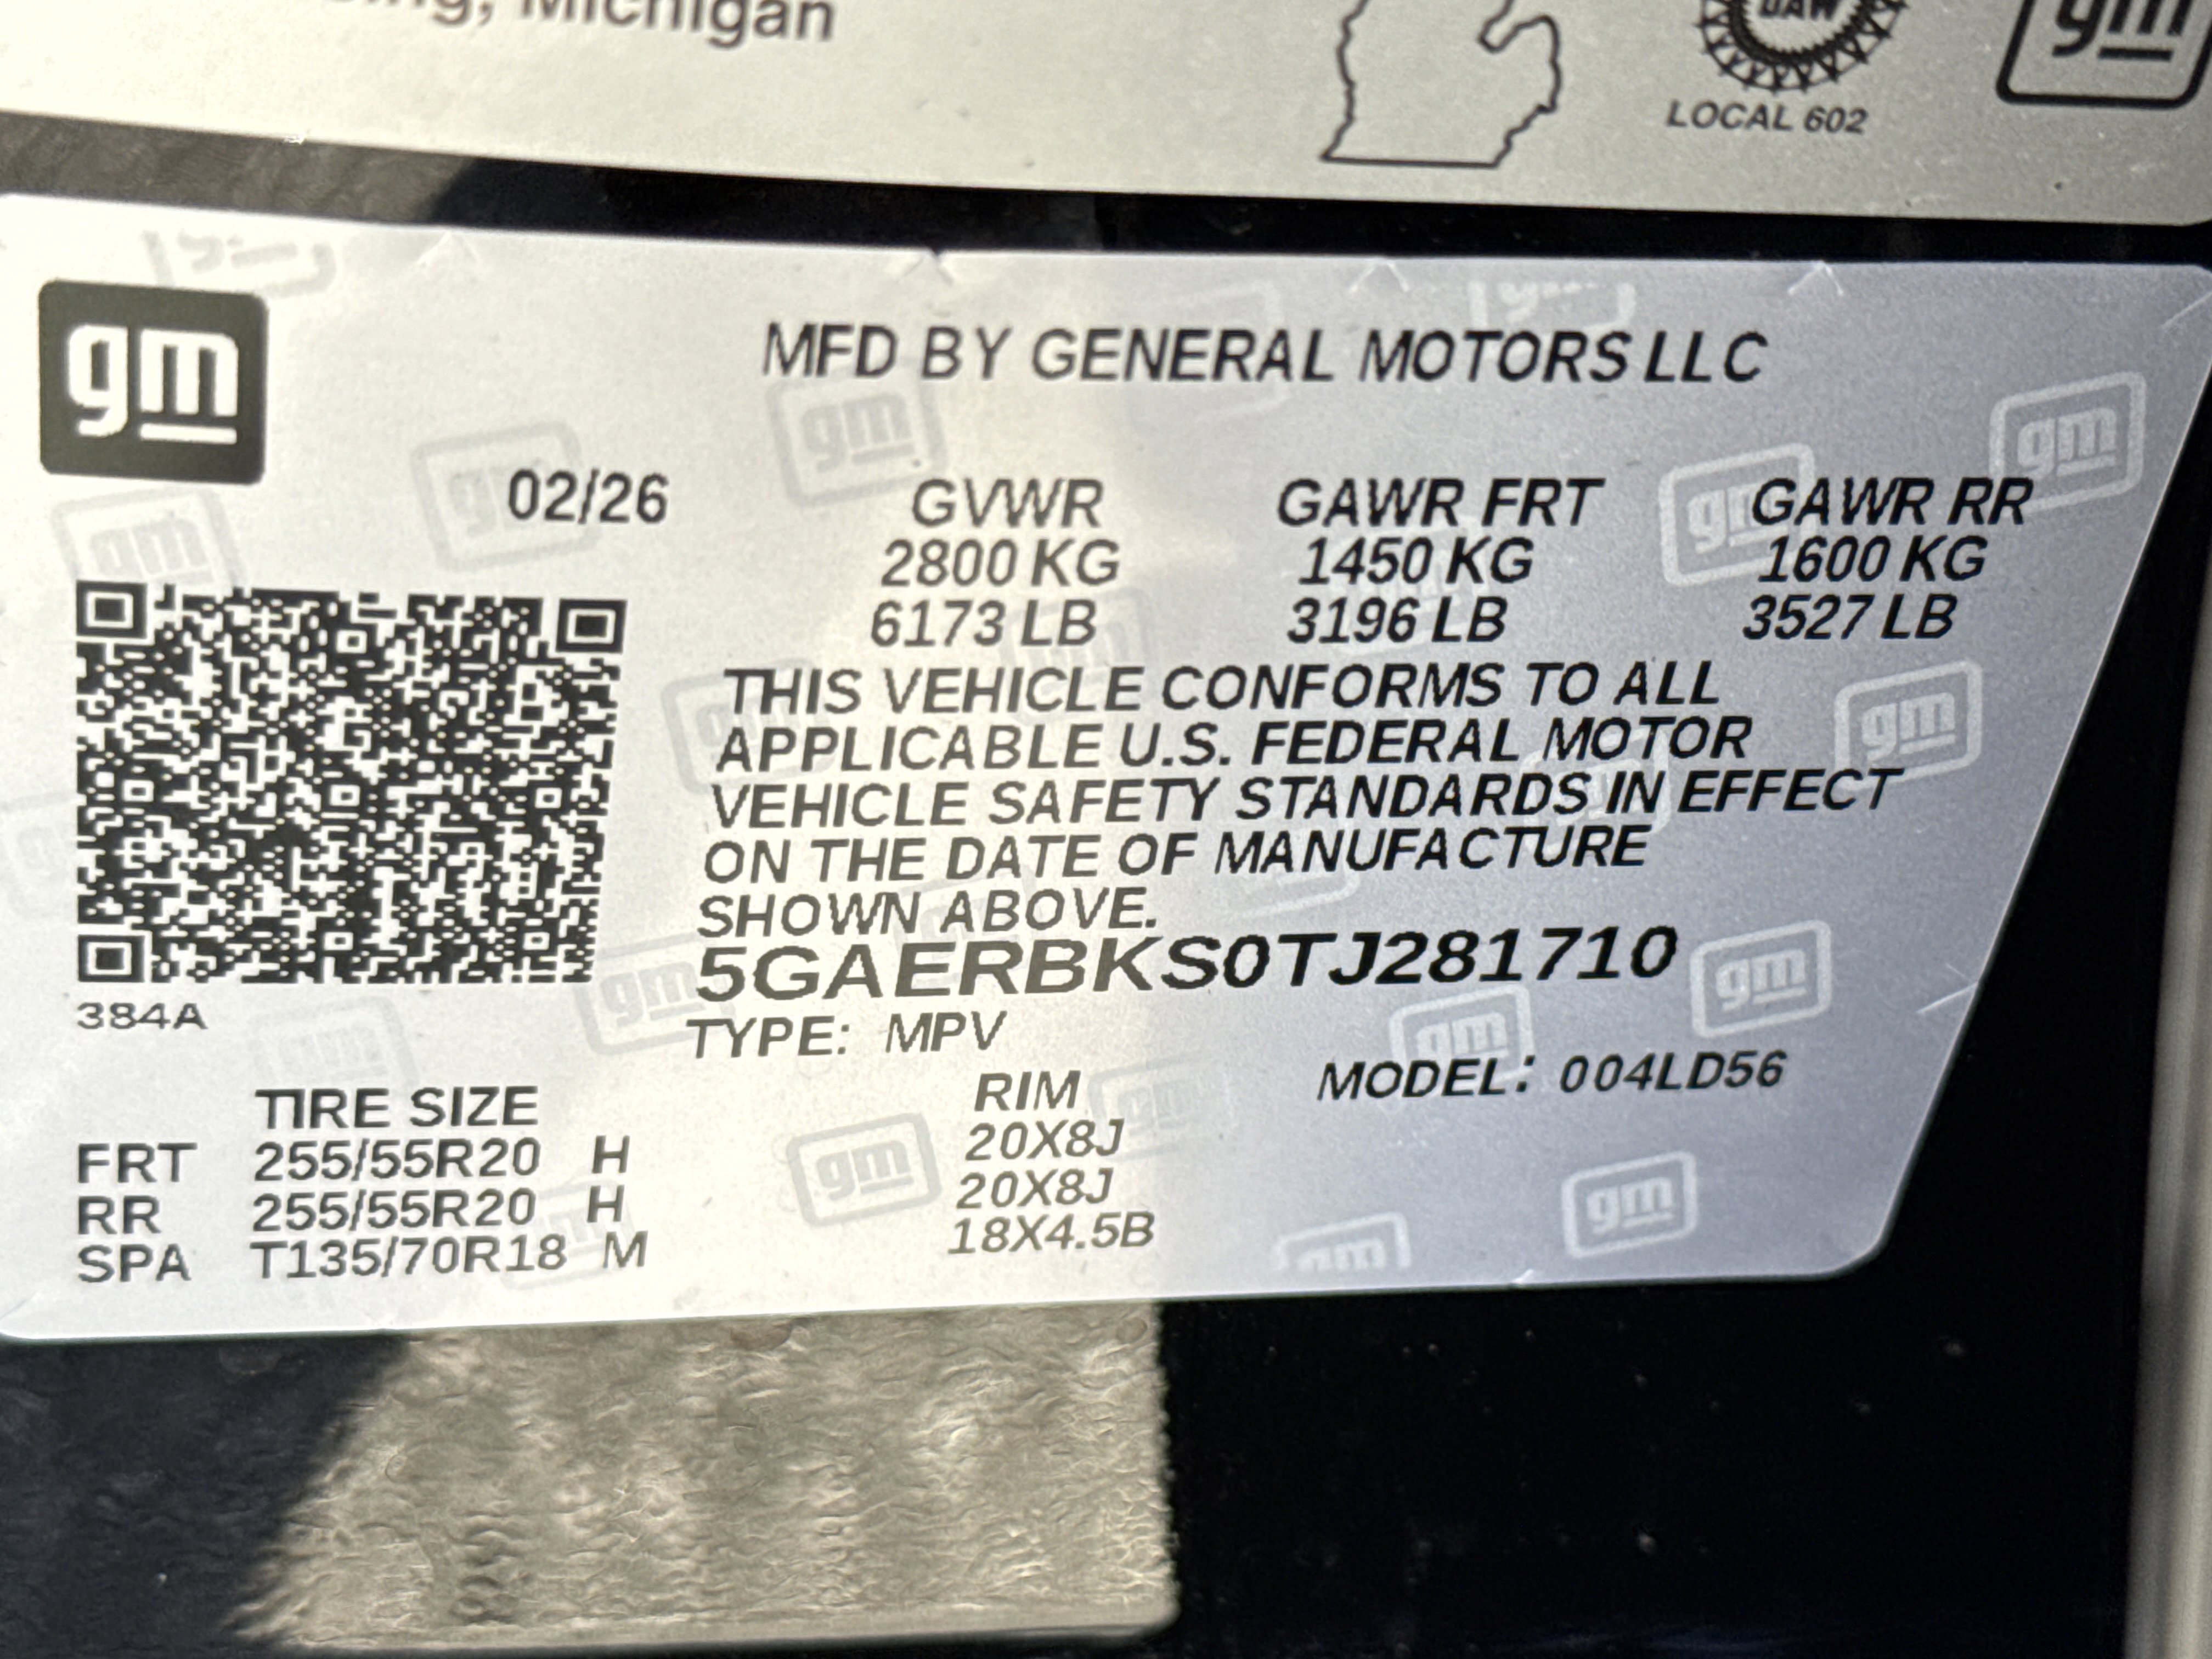 Michigan
UAW
LOCAL 602
gm
gm
MFD BY GENERAL MOTORS LLC
02/26
GVWR GAWR FRT GAWR RR
2800 KG 1450 KG 1600 KG
6173 LB 3196 LB 3527 LB
THIS VEHICLE CONFORMS TO ALL
APPLICABLE U.S. FEDERAL MOTOR
VEHICLE SAFETY STANDARDS IN EFFECT
ON THE DATE OF MANUFACTURE
SHOWN ABOVE.
5GAERBKS0TJ281710
384A
TYPE: MPV
MODEL: 004LD56
TIRE SIZE RIM
FRT 255/55R20 H 20X8J
RR 255/55R20 H 20X8J
SPA T135/70R18 M 18X4.5B